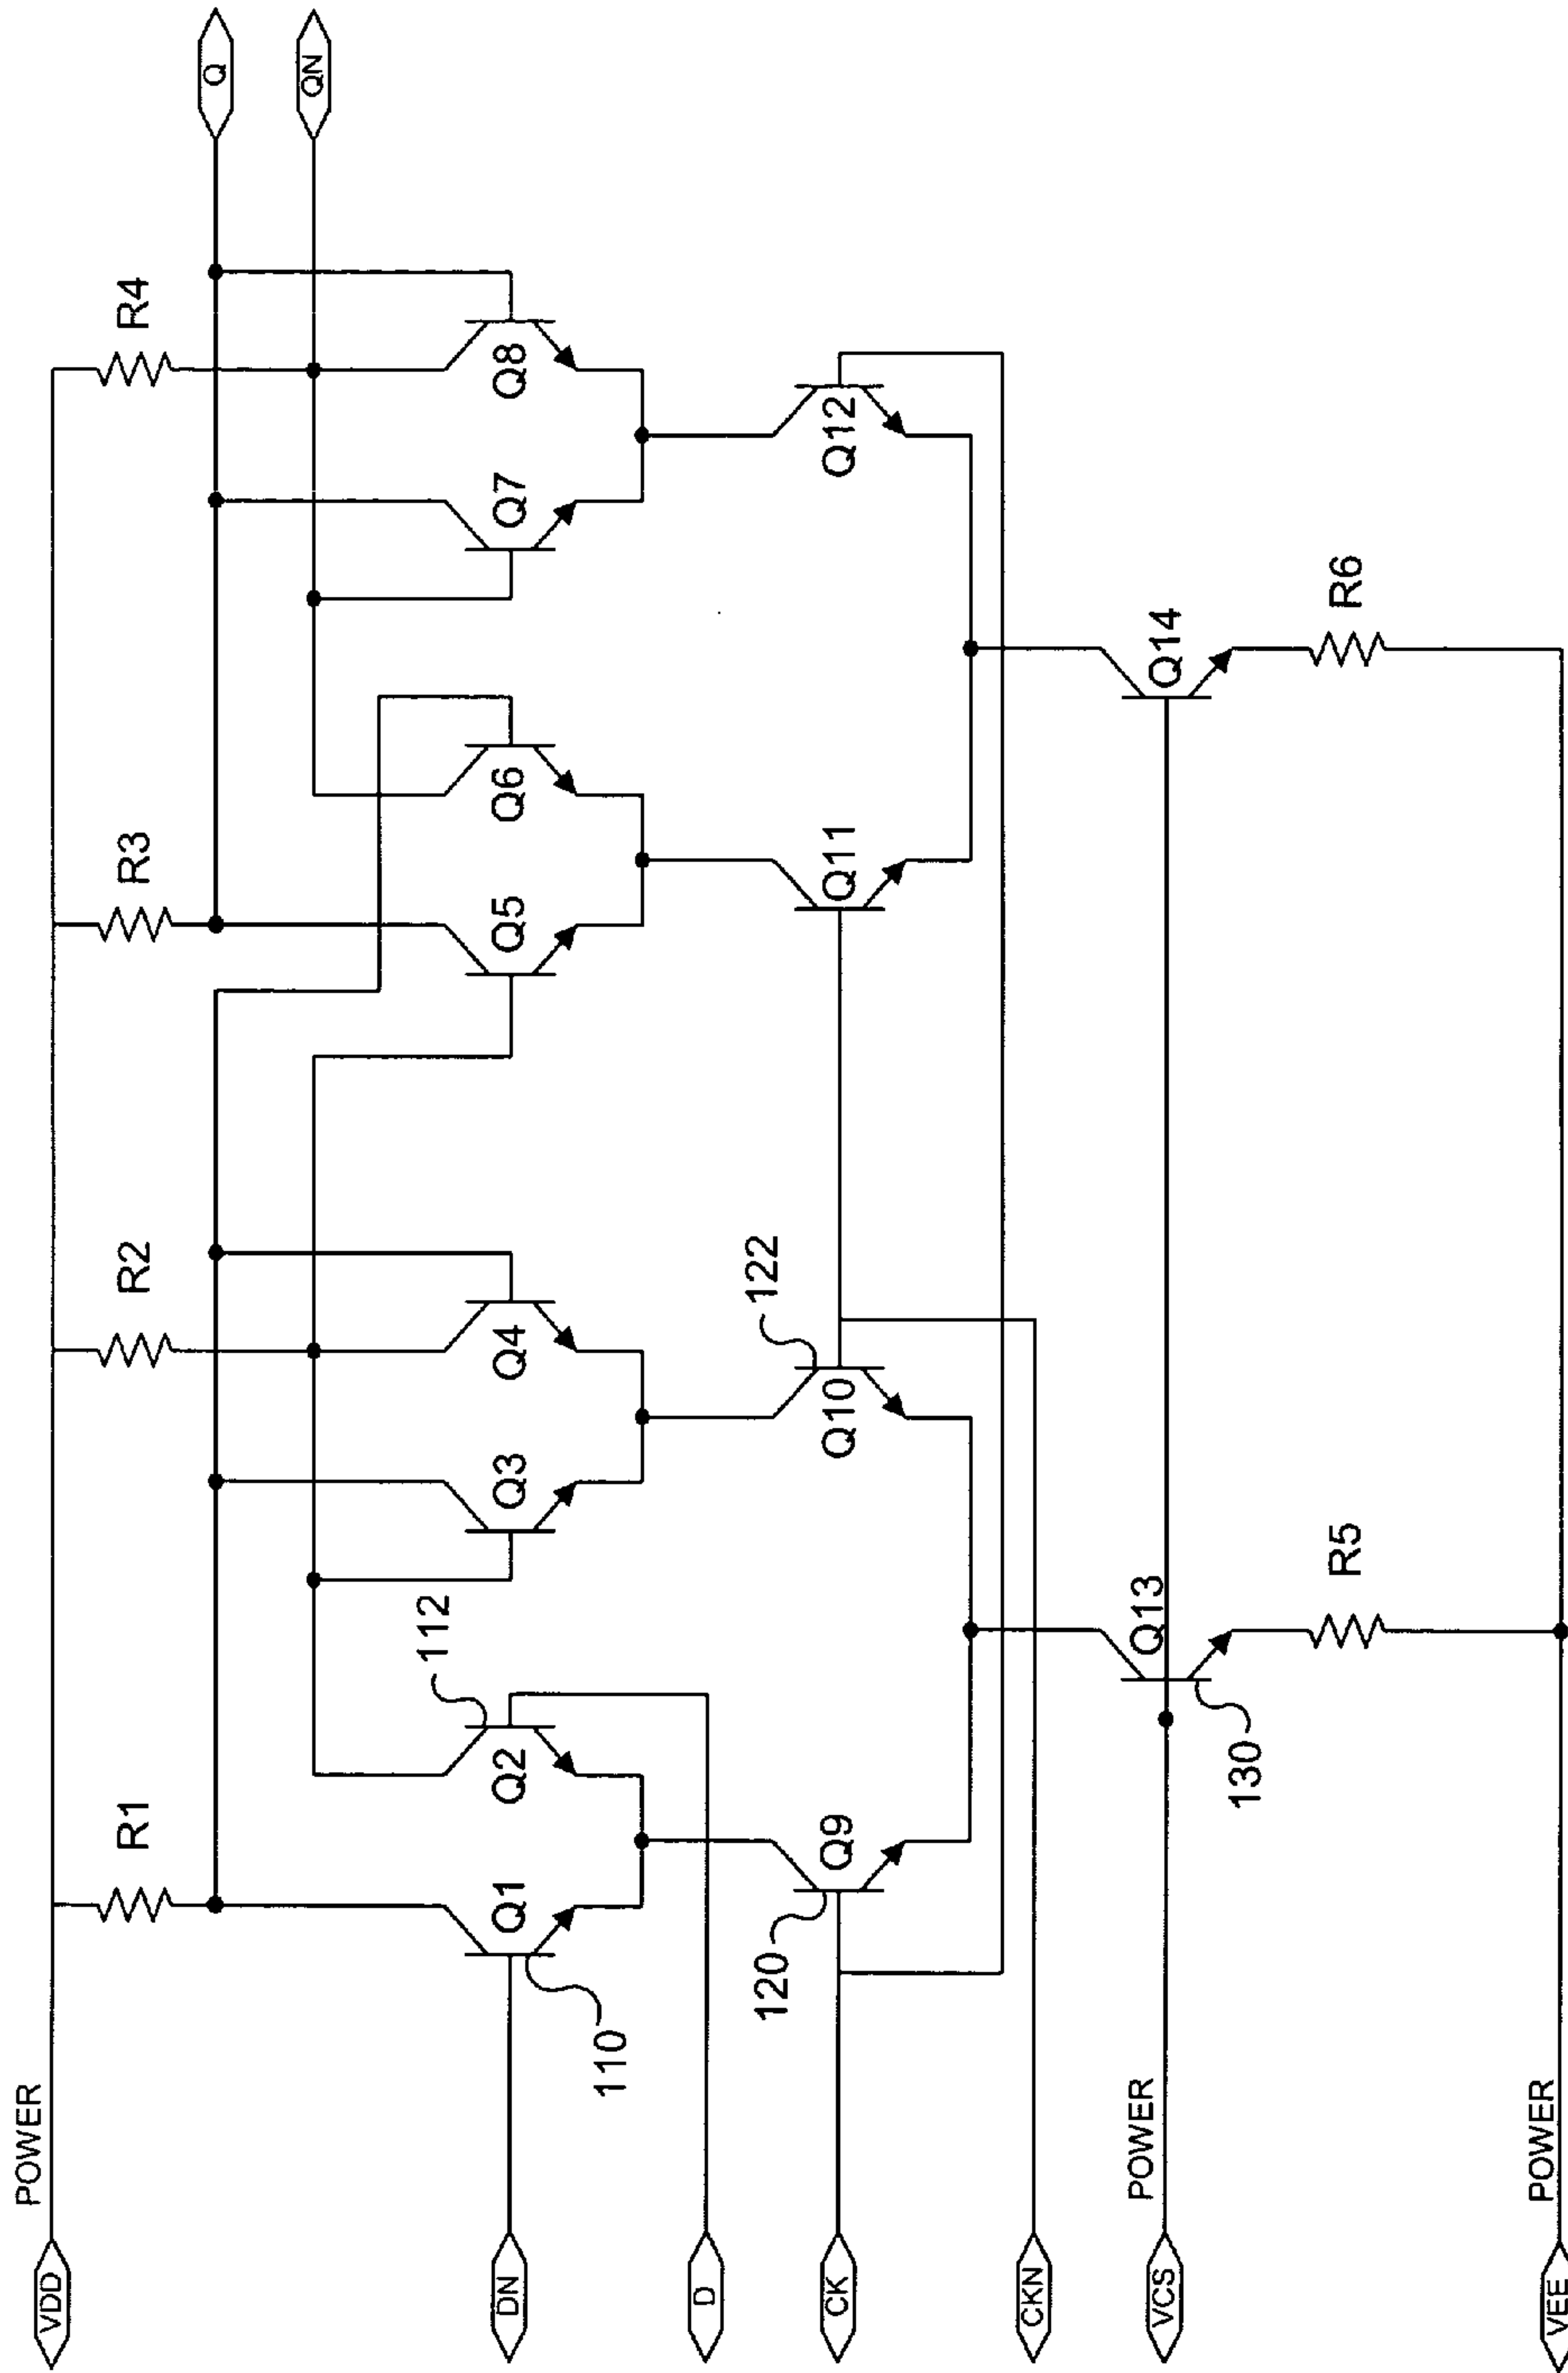 POWER
VDD
R1
R2
R3
R4
Q
QN
DN
Q1
Q2
Q3
Q4
Q5
Q6
Q7
Q8
110
112
D
CK
120
Q9
Q10
122
Q11
Q12
CKN
POWER
VCS
Q13
130
Q14
R5
R6
POWER
VEE